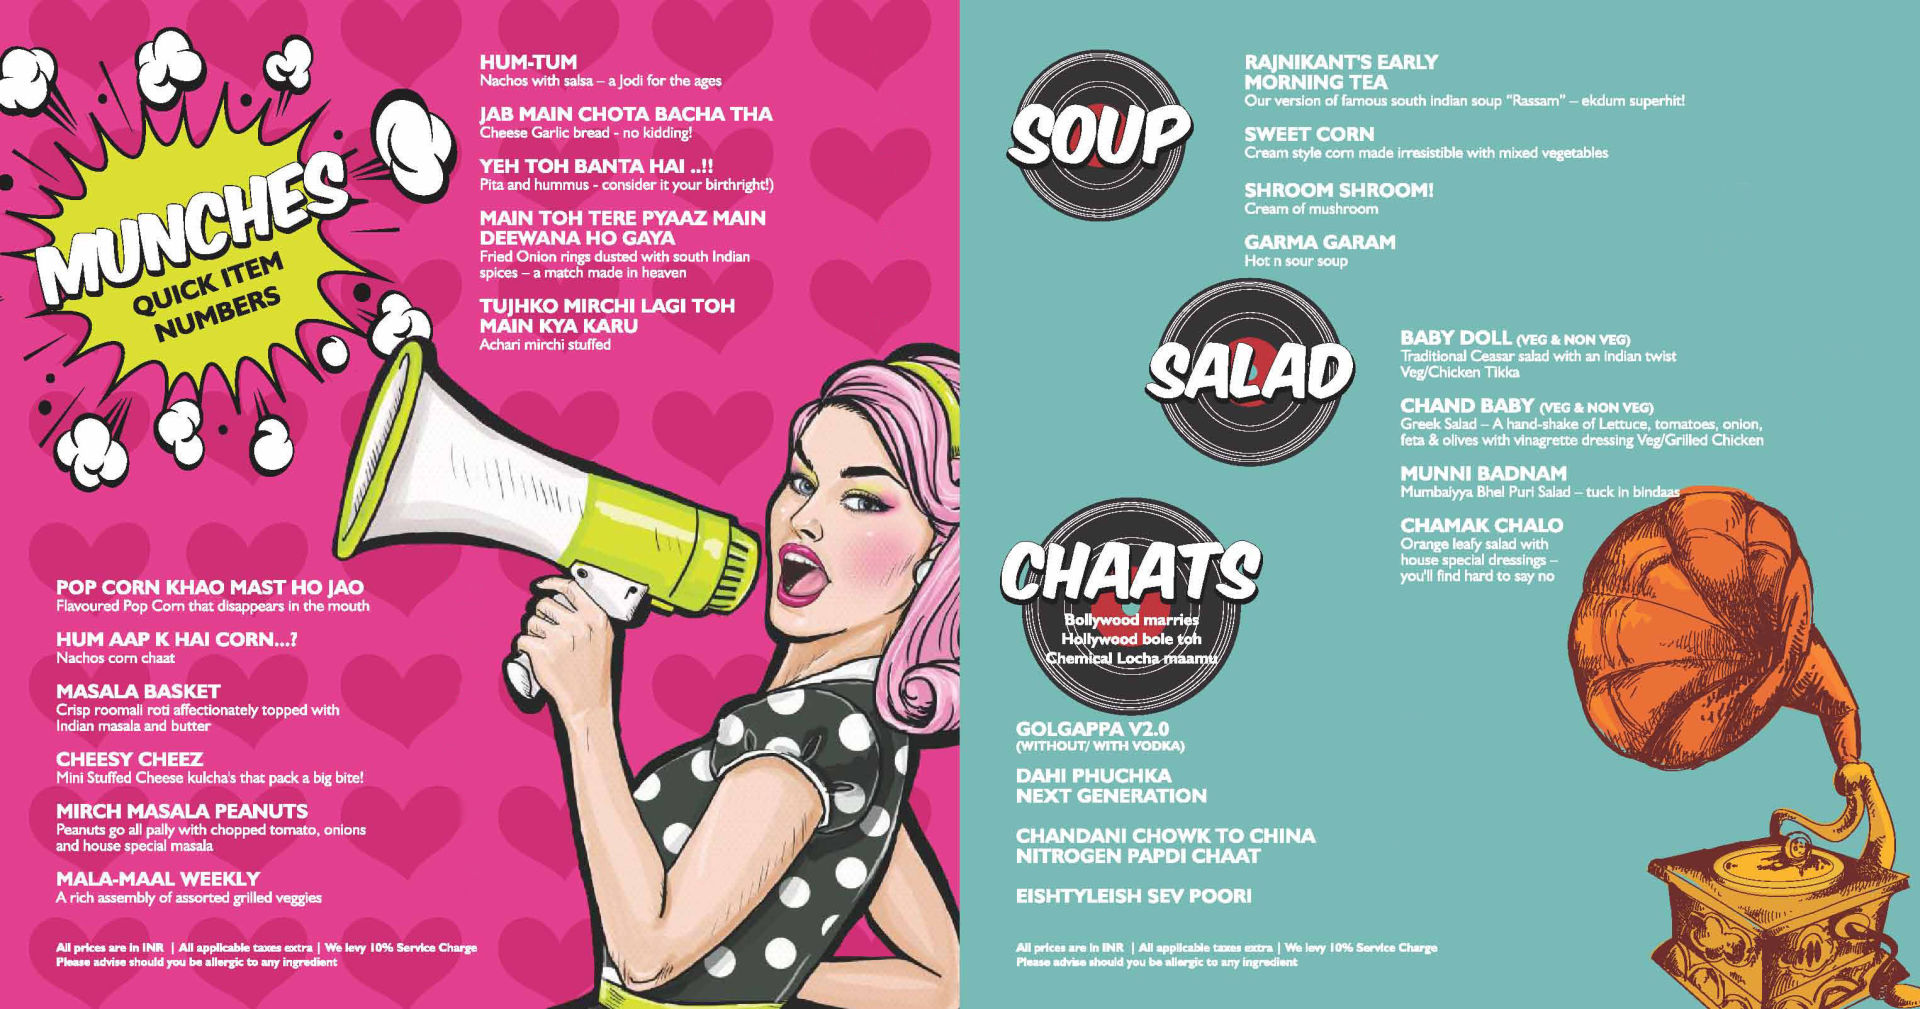 MUNCHES
QUICK ITEM
NUMBERS
HUM-TUM
Nachos with salsa – a Jodi for the ages
JAB MAIN CHOTA BACHA THA
Cheese Garlic bread - no kidding!
YEH TOH BANTA HAI ..!!
Pita and hummus - consider it your birthright!)
MAIN TOH TERE PYAAZ MAIN
DEEWANA HO GAYA
Fried Onion rings dusted with south Indian
spices – a match made in heaven
TUJHKO MIRCHI LAGI TOH
MAIN KYA KARU
Achari mirchi stuffed
POP CORN KHAO MAST HO JAO
Flavoured Pop Corn that disappears in the mouth
HUM AAP K HAI CORN...?
Nachos corn chaat
MASALA BASKET
Crisp roomali roti affectionately topped with
Indian masala and butter
CHEESY CHEEZ
Mini Stuffed Cheese kulcha's that pack a big bite!
MIRCH MASALA PEANUTS
Peanuts go all pally with chopped tomato, onions
and house special masala
MALA-MAAL WEEKLY
A rich assembly of assorted grilled veggies
All prices are in INR | All applicable taxes extra | We levy 10% Service Charge
Please advise should you be allergic to any ingredient
SOUP
RAJNIKANT'S EARLY
MORNING TEA
Our version of famous south indian soup "Rassam" – ekdum superhit!
SWEET CORN
Cream style corn made irresistible with mixed vegetables
SHROOM SHROOM!
Cream of mushroom
GARMA GARAM
Hot n sour soup
SALAD
BABY DOLL (VEG & NON VEG)
Traditional Ceasar salad with an indian twist
Veg/Chicken Tikka
CHAND BABY (VEG & NON VEG)
Greek Salad – A hand-shake of Lettuce, tomatoes, onion,
feta & olives with vinagrette dressing Veg/Grilled Chicken
MUNNI BADNAM
Mumbaiyya Bhel Puri Salad – tuck in bindaas
CHAMAK CHALO
Orange leafy salad with
house special dressings –
you'll find hard to say no
CHAATS
Bollywood marries
Hollywood bole toh
Chemical Locha maamu
GOLGAPPA V2.0
(WITHOUT/ WITH VODKA)
DAHI PHUCHKA
NEXT GENERATION
CHANDANI CHOWK TO CHINA
NITROGEN PAPDI CHAAT
EISHTYLEISH SEV POORI
All prices are in INR | All applicable taxes extra | We levy 10% Service Charge
Please advise should you be allergic to any ingredient